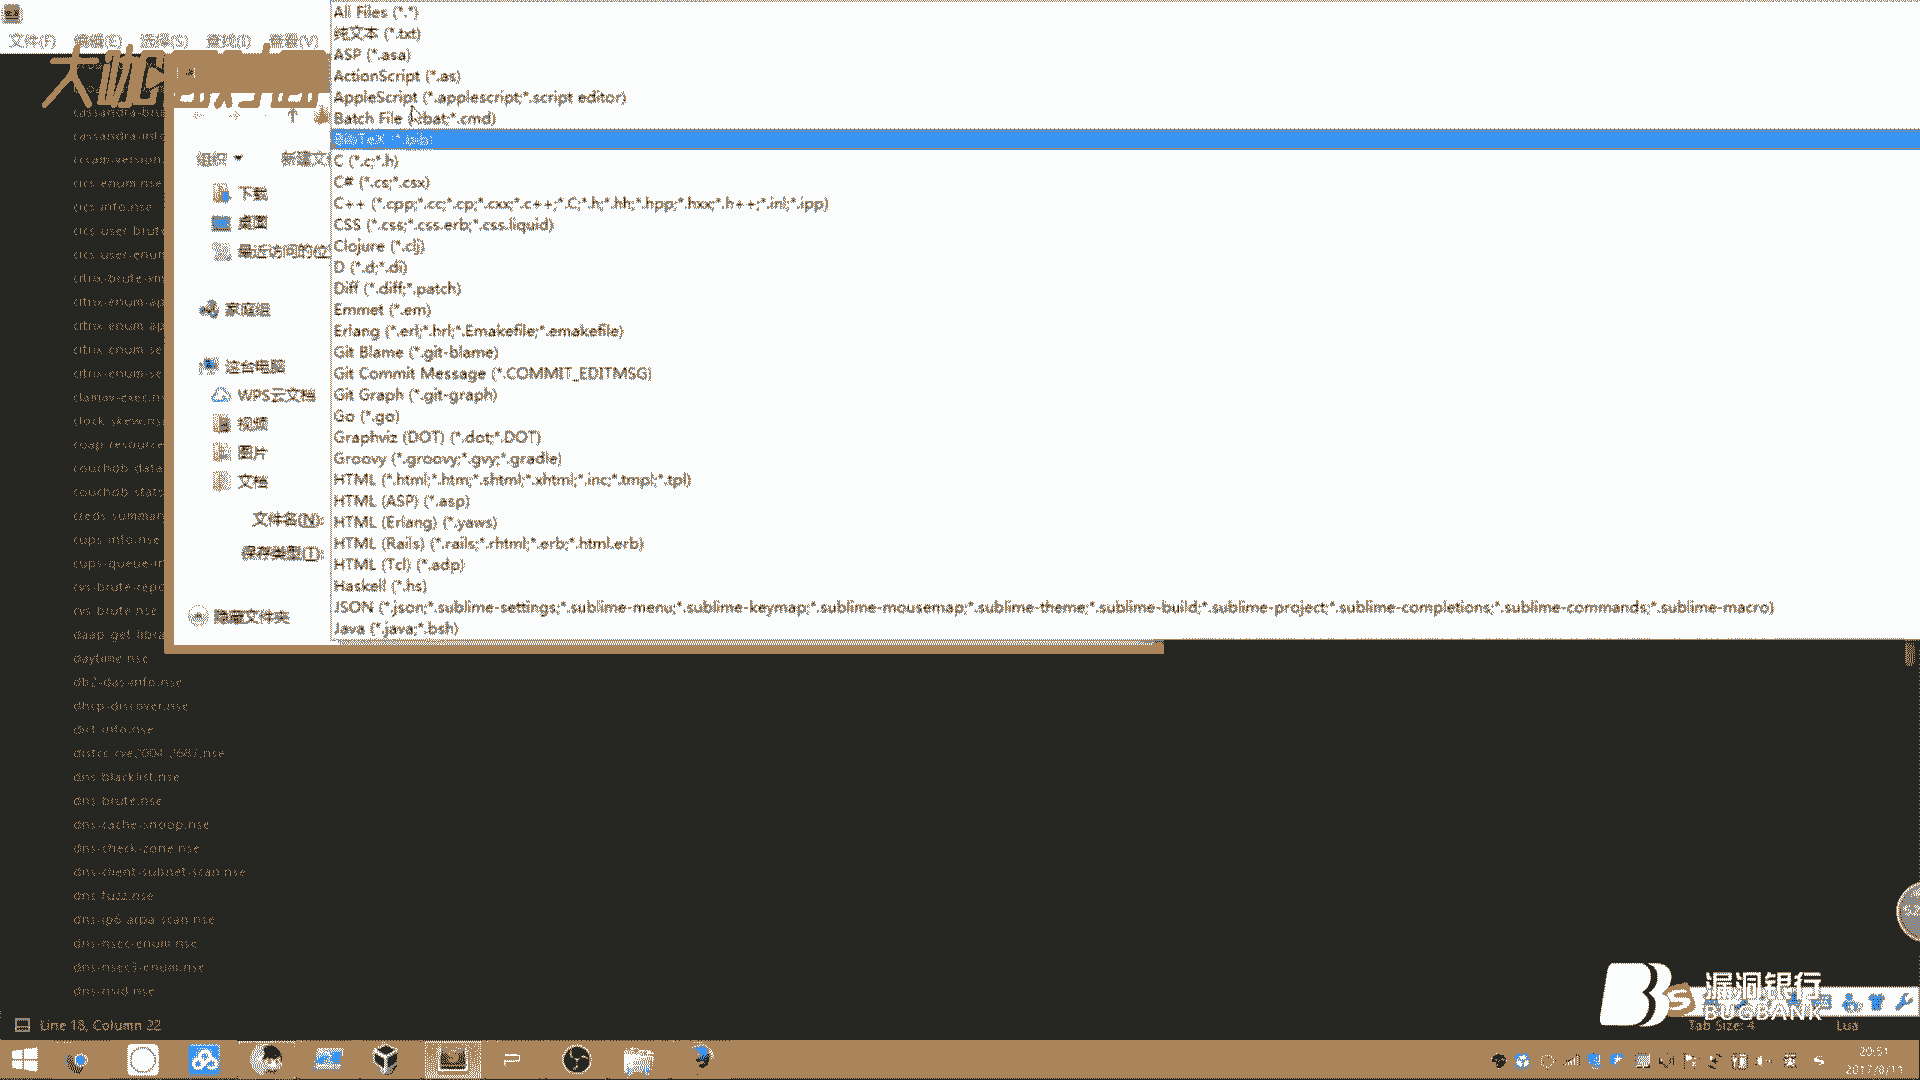 All Files (*.*)
文件(F) 编辑(E) 选择(S) 查找(I) 查看(V)
纯文本 (*.txt)
ASP (*.asa)
ActionScript (*.as)
AppleScript (*.applescript;*.script editor)
Batch File (*.bat;*.cmd)
BibTeX (*.bib)
C (*.c;*.h)
C# (*.cs;*.csx)
C++ (*.cpp;*.cc;*.cp;*.cxx;*.c++;*.C;*.h;*.hh;*.hpp;*.hxx;*.h++;*.inl;*.ipp)
CSS (*.css;*.css.erb;*.css.liquid)
Clojure (*.clj)
D (*.d;*.di)
Diff (*.diff;*.patch)
Emmet (*.em)
Erlang (*.erl;*.hrl;*.Emakefile;*.emakefile)
Git Blame (*.git-blame)
Git Commit Message (*.COMMIT_EDITMSG)
Git Graph (*.git-graph)
Go (*.go)
Graphviz (DOT) (*.dot;*.DOT)
Groovy (*.groovy;*.gvy;*.gradle)
HTML (*.html;*.htm;*.shtml;*.xhtml;*.inc;*.tmpl;*.tpl)
HTML (ASP) (*.asp)
HTML (Erlang) (*.yaws)
HTML (Rails) (*.rails;*.rhtml;*.erb;*.html.erb)
HTML (Tcl) (*.adp)
Haskell (*.hs)
JSON (*.json;*.sublime-settings;*.sublime-menu;*.sublime-keymap;*.sublime-mousemap;*.sublime-theme;*.sublime-build;*.sublime-project;*.sublime-completions;*.sublime-commands;*.sublime-macro)
Java (*.java;*.bsh)
组织 新建文
下载
桌面
最近访问的位
家庭组
这台电脑
WPS云文档
视频
图片
文档
文件名(N):
保存类型(T):
隐藏文件夹
cassandra-info
cccam-version.
cics-enum.nse
cics-info.nse
cics-user-brute
cics-user-enum
citrix-brute-xm
citrix-enum-ap
citrix-enum-ap
citrix-enum-se
citrix-enum-se
clamav-exec.n
clock-skew.ns
coap-resource
couchdb-data
couchdb-stats
creds-summar
cups-info.nse
cups-queue-in
cvs-brute-repo
cvs-brute.nse
daap-get-libra
daytime.nse
db2-das-info.nse
dhcp-discover.nse
dict-info.nse
distcc-cve2004-2687.nse
dns-blacklist.nse
dns-brute.nse
dns-cache-snoop.nse
dns-check-zone.nse
dns-client-subnet-scan.nse
dns-fuzz.nse
dns-ip6-arpa-scan.nse
dns-nsec-enum.nse
dns-nsec3-enum.nse
dns-nsid.nse
漏洞银行
BUGBANK
Line 18, Column 22
Tab Size: 4
Lua
20:51
2017/8/11